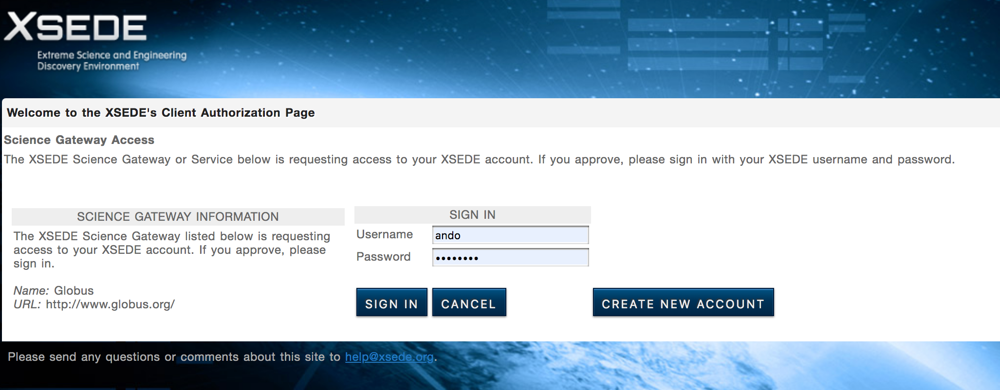 XSEDE
Extreme Science and Engineering
Discovery Environment
Welcome to the XSEDE's Client Authorization Page
Science Gateway Access
The XSEDE Science Gateway or Service below is requesting access to your XSEDE account. If you approve, please sign in with your XSEDE username and password.
SCIENCE GATEWAY INFORMATION
The XSEDE Science Gateway listed below is requesting
access to your XSEDE account. If you approve, please
sign in.
Name: Globus
URL: http://www.globus.org/
SIGN IN
Username ando
Password ••••••••
SIGN IN CANCEL CREATE NEW ACCOUNT
Please send any questions or comments about this site to help@xsede.org.